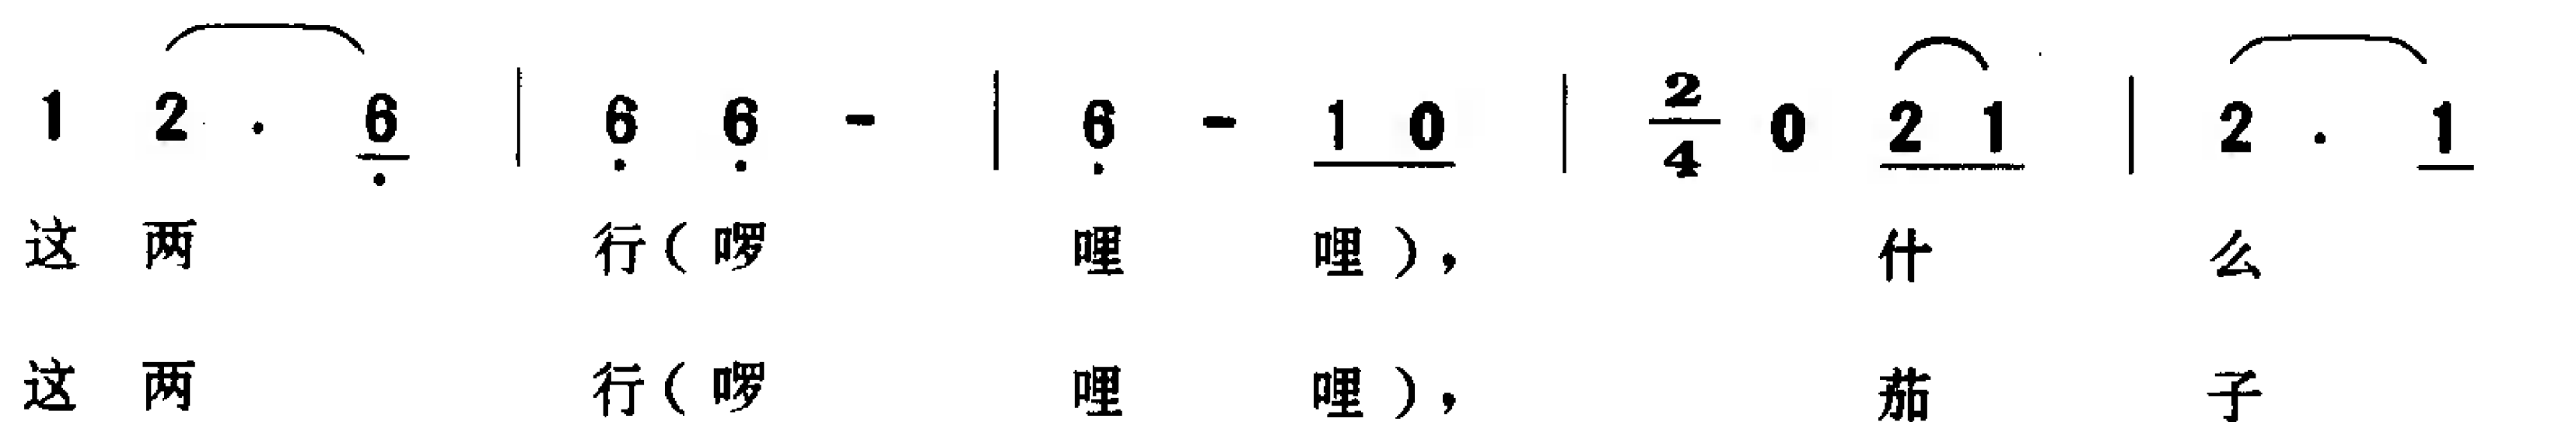 1 2 · 6 | 6 6 - | 6 - 1 0 | 2/4 0 2 1 | 2 · 1
这 两 行（啰 哩 哩）， 什 么
这 两 行（啰 哩 哩）， 茄 子